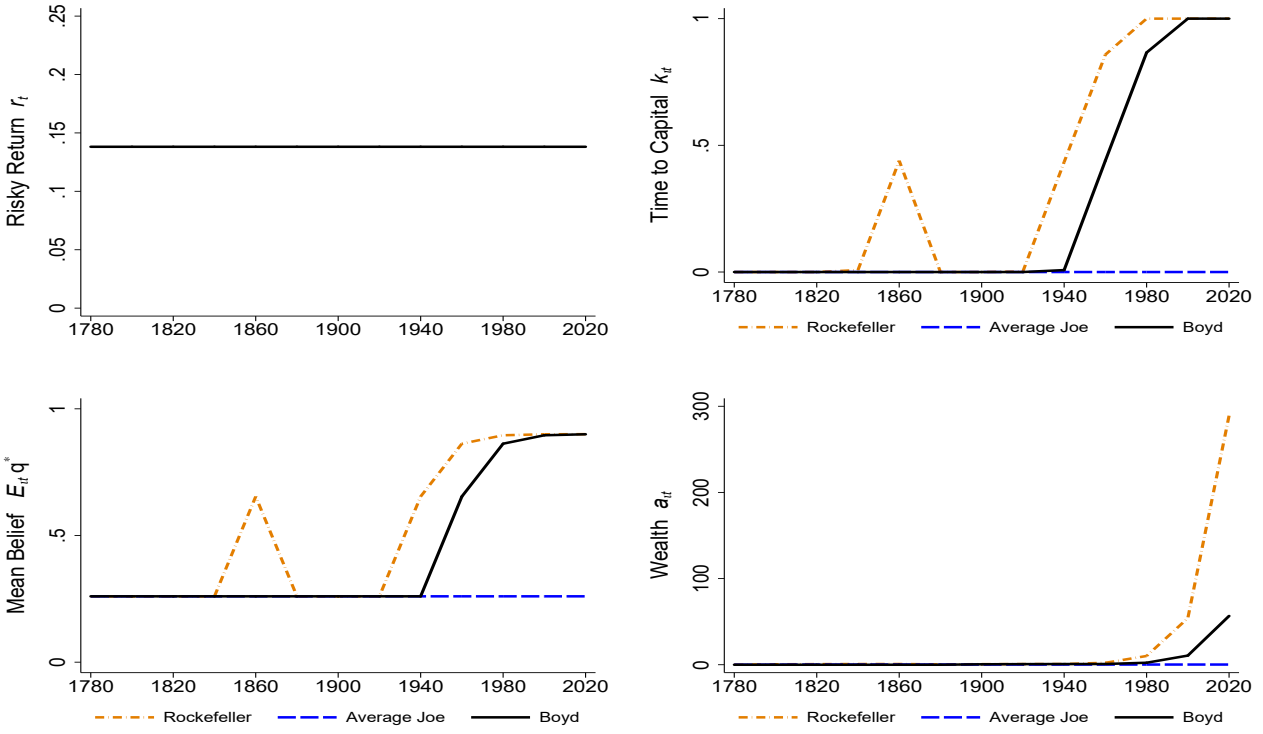 Risky Return r_t
.25
.2
.15
.1
.05
0
1780 1820 1860 1900 1940 1980 2020
Time to Capital k_it
1
.5
0
1780 1820 1860 1900 1940 1980 2020
Rockefeller Average Joe Boyd
Mean Belief E_it q*
1
.5
0
1780 1820 1860 1900 1940 1980 2020
Rockefeller Average Joe Boyd
Wealth a_it
300
200
100
0
1780 1820 1860 1900 1940 1980 2020
Rockefeller Average Joe Boyd